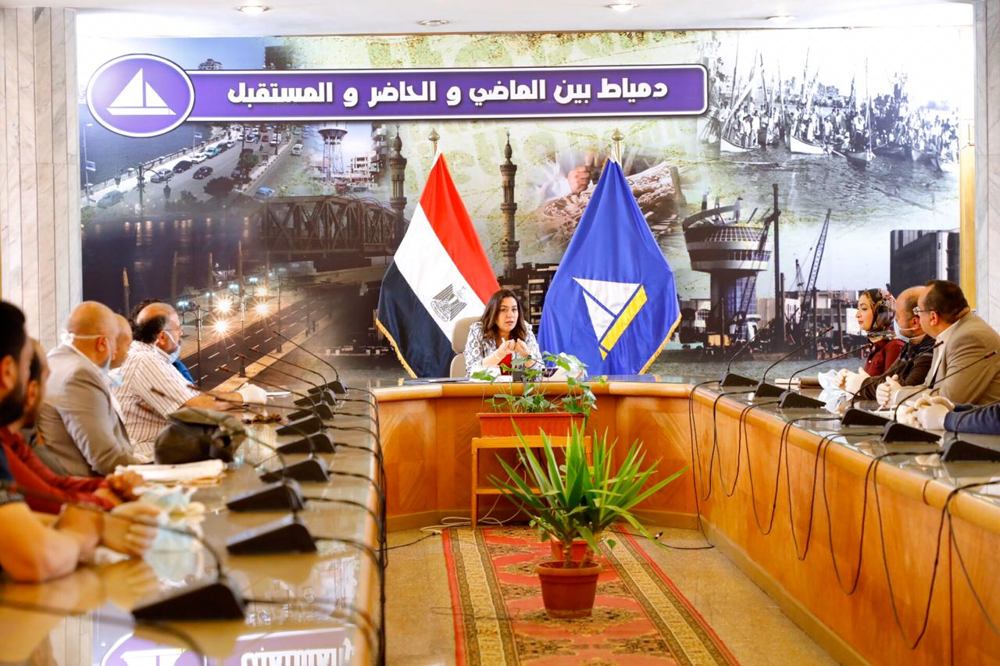 دمياط بين الماضي و الحاضر و المستقبل